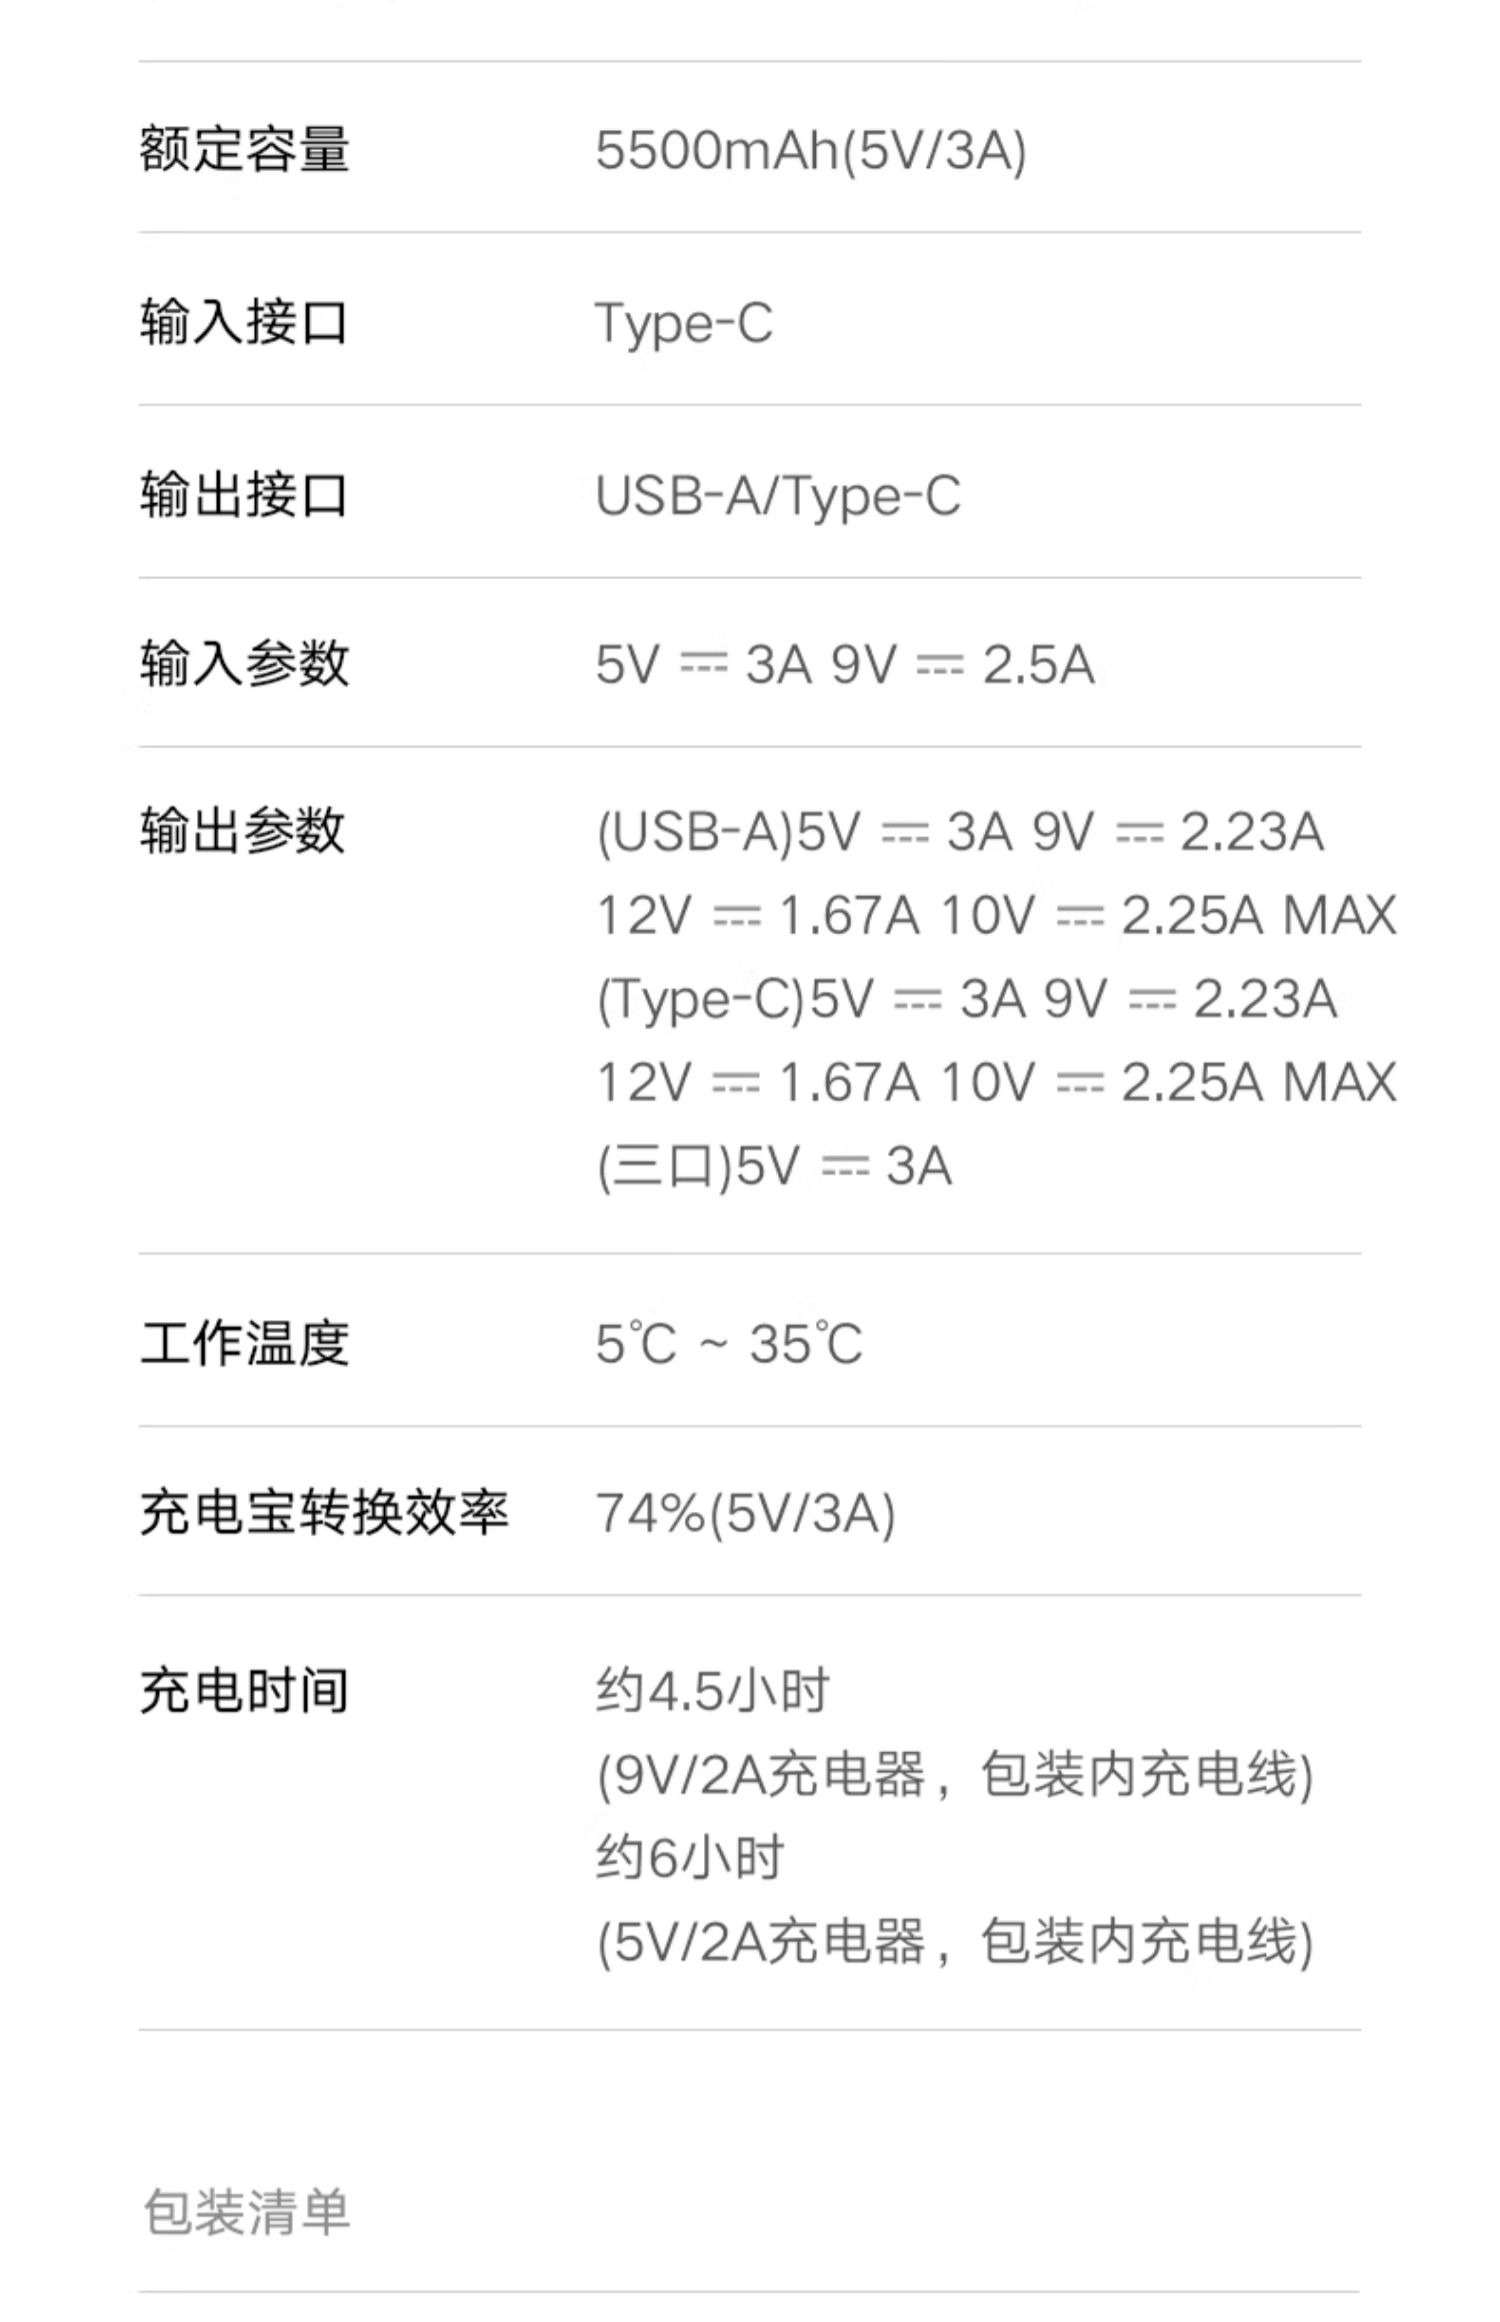 额定容量 5500mAh(5V/3A)
输入接口 Type-C
输出接口 USB-A/Type-C
输入参数 5V ⎓ 3A 9V ⎓ 2.5A
输出参数 (USB-A)5V ⎓ 3A 9V ⎓ 2.23A
12V ⎓ 1.67A 10V ⎓ 2.25A MAX
(Type-C)5V ⎓ 3A 9V ⎓ 2.23A
12V ⎓ 1.67A 10V ⎓ 2.25A MAX
(三口)5V ⎓ 3A
工作温度 5℃ ~ 35℃
充电宝转换效率 74%(5V/3A)
充电时间 约4.5小时
(9V/2A充电器，包装内充电线)
约6小时
(5V/2A充电器，包装内充电线)
包装清单